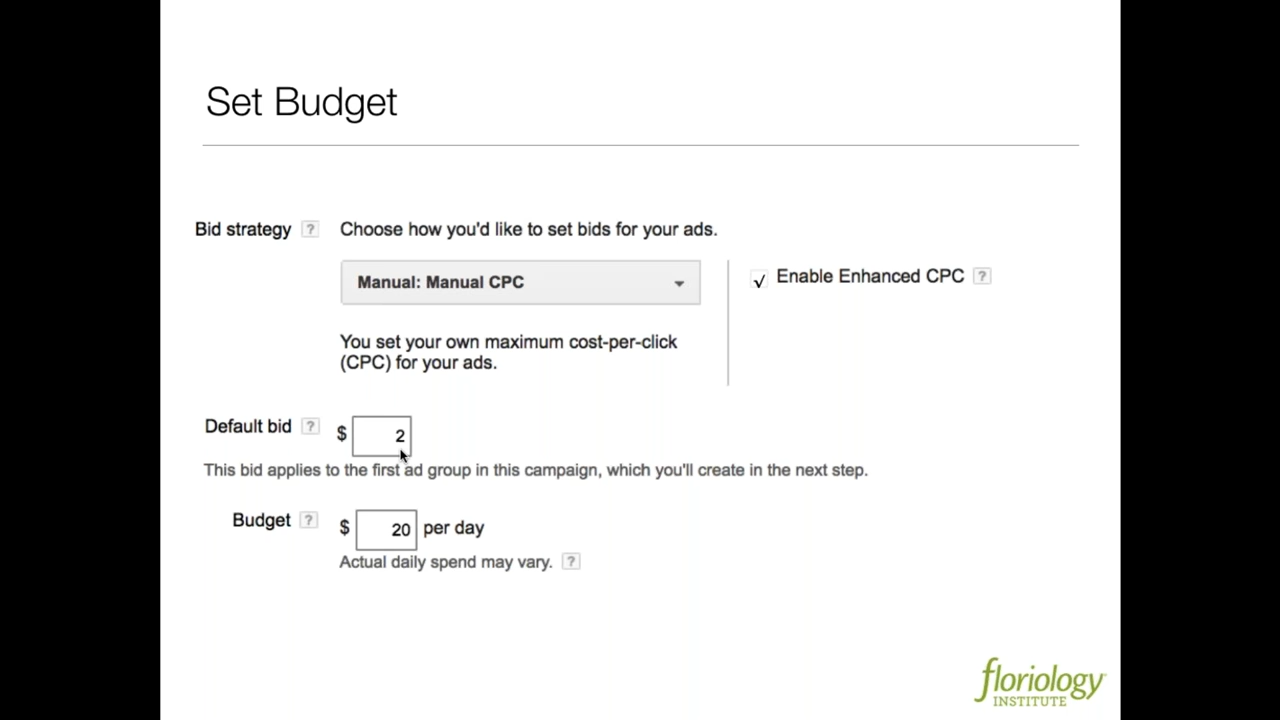 Set Budget
Bid strategy ? Choose how you'd like to set bids for your ads.
Manual: Manual CPC
√ Enable Enhanced CPC ?
You set your own maximum cost-per-click
(CPC) for your ads.
Default bid ? $ 2
This bid applies to the first ad group in this campaign, which you'll create in the next step.
Budget ? $ 20 per day
Actual daily spend may vary. ?
floriology
INSTITUTE